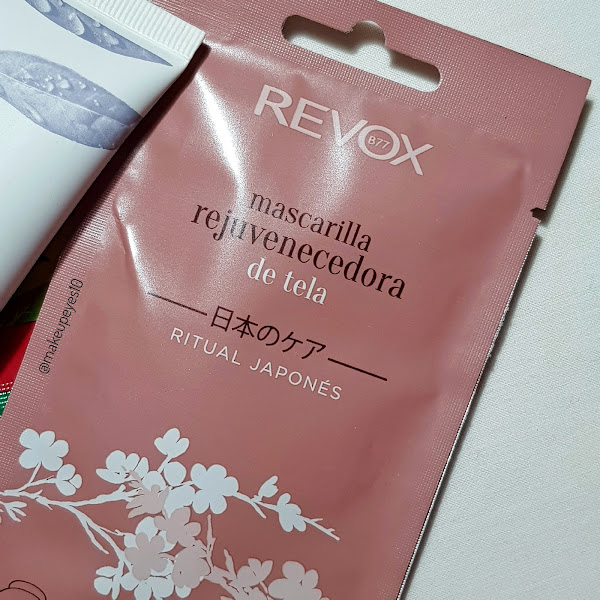 REVOX
B77
mascarilla
rejuvenecedora
de tela
日本のケア
RITUAL JAPONÉS
@makeupeyes10